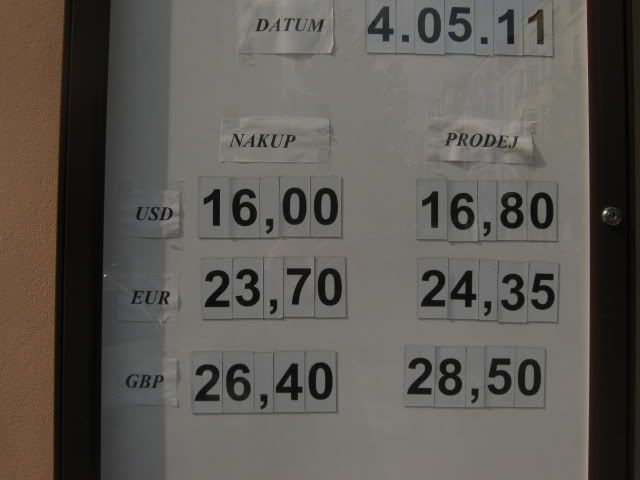 DATUM 4.05.11
NAKUP PRODEJ
USD 16,00 16,80
EUR 23,70 24,35
GBP 26,40 28,50